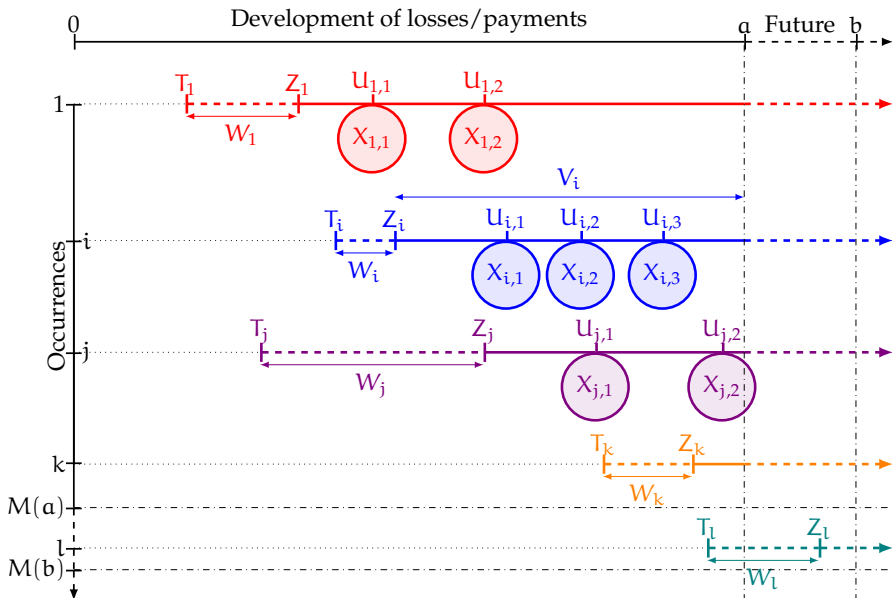 Development of losses/payments
0 a Future b
T₁ Z₁ U₁,₁ U₁,₂
1
W₁ X₁,₁ X₁,₂
Vᵢ
Tᵢ Zᵢ Uᵢ,₁ Uᵢ,₂ Uᵢ,₃
i
Wᵢ Xᵢ,₁ Xᵢ,₂ Xᵢ,₃
Occurrences
Tⱼ Zⱼ Uⱼ,₁ Uⱼ,₂
j
Wⱼ Xⱼ,₁ Xⱼ,₂
Tₖ Zₖ
k
Wₖ
M(a)
Tₗ Zₗ
l
M(b)
Wₗ